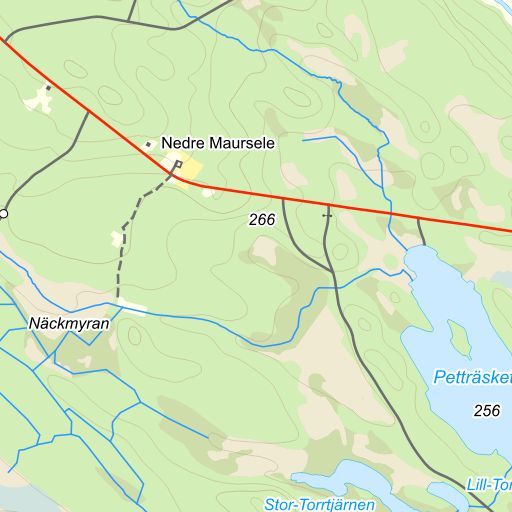 Nedre Maursele
266
Näckmyran
Petträsket
256
Lill-Tor
Stor-Torrtjärnen